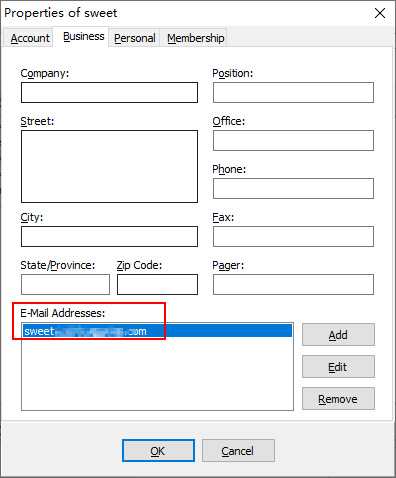 Properties of sweet
Account Business Personal Membership
Company: Position:
Street: Office:
Phone:
City: Fax:
State/Province: Zip Code: Pager:
E-Mail Addresses:
sweet .com
Add
Edit
Remove
OK Cancel